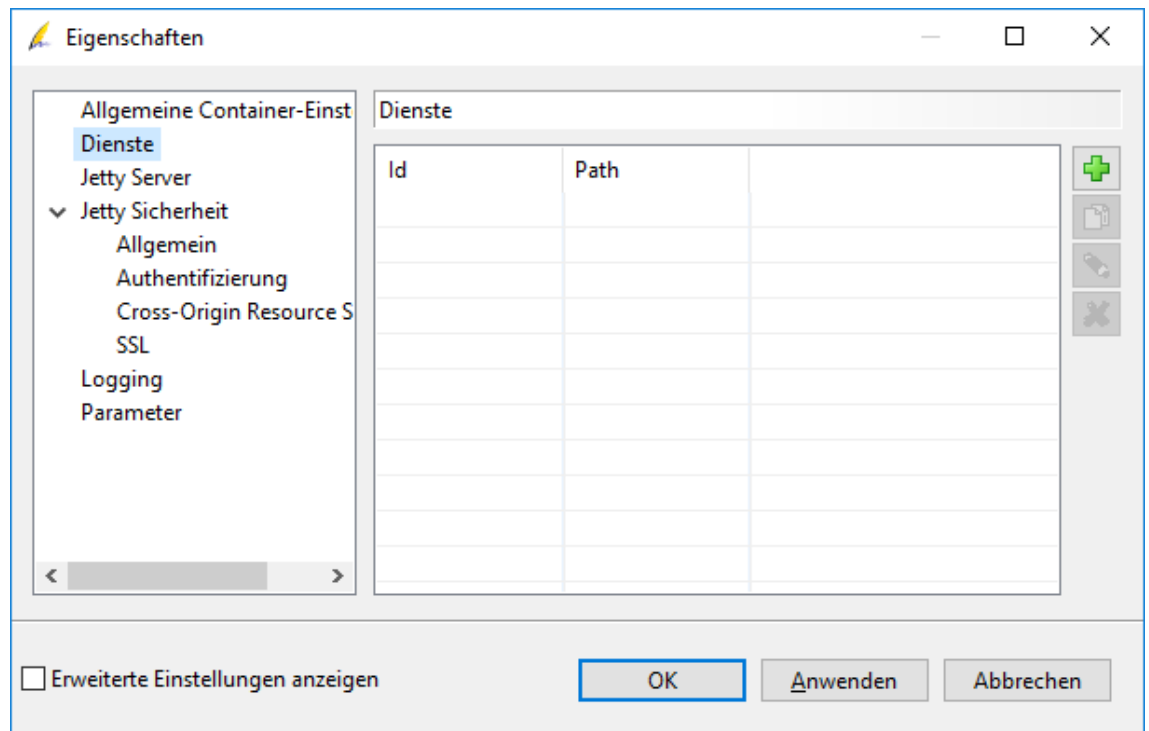 Eigenschaften
Allgemeine Container-Einst
Dienste
Jetty Server
Jetty Sicherheit
Allgemein
Authentifizierung
Cross-Origin Resource S
SSL
Logging
Parameter
Dienste
Id Path
Erweiterte Einstellungen anzeigen
OK Anwenden Abbrechen